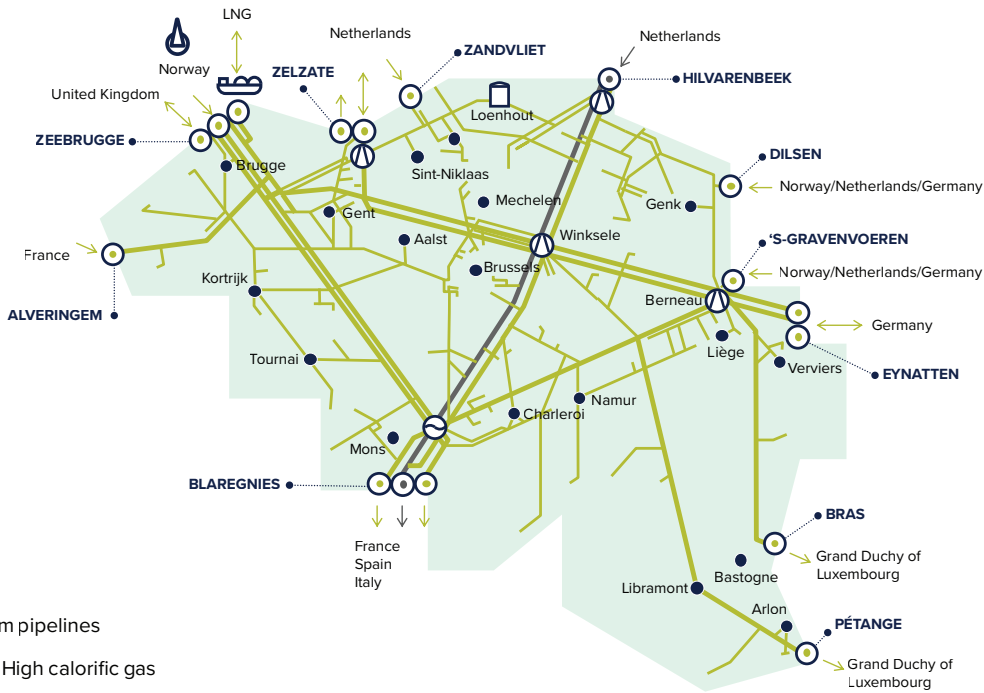 LNG
Norway
Netherlands
ZANDVLIET
Netherlands
HILVARENBEEK
ZELZATE
United Kingdom
Loenhout
ZEEBRUGGE
Brugge
Sint-Niklaas
DILSEN
Norway/Netherlands/Germany
Gent
Mechelen
Genk
Aalst
Winksele
'S-GRAVENVOEREN
France
Brussels
Norway/Netherlands/Germany
Kortrijk
Berneau
ALVERINGEM
Germany
Liège
Tournai
Verviers
EYNATTEN
Namur
Charleroi
Mons
BLAREGNIES
BRAS
France
Spain
Italy
Grand Duchy of
Luxembourg
Bastogne
Libramont
Arlon
PÉTANGE
m pipelines
High calorific gas
Grand Duchy of
Luxembourg